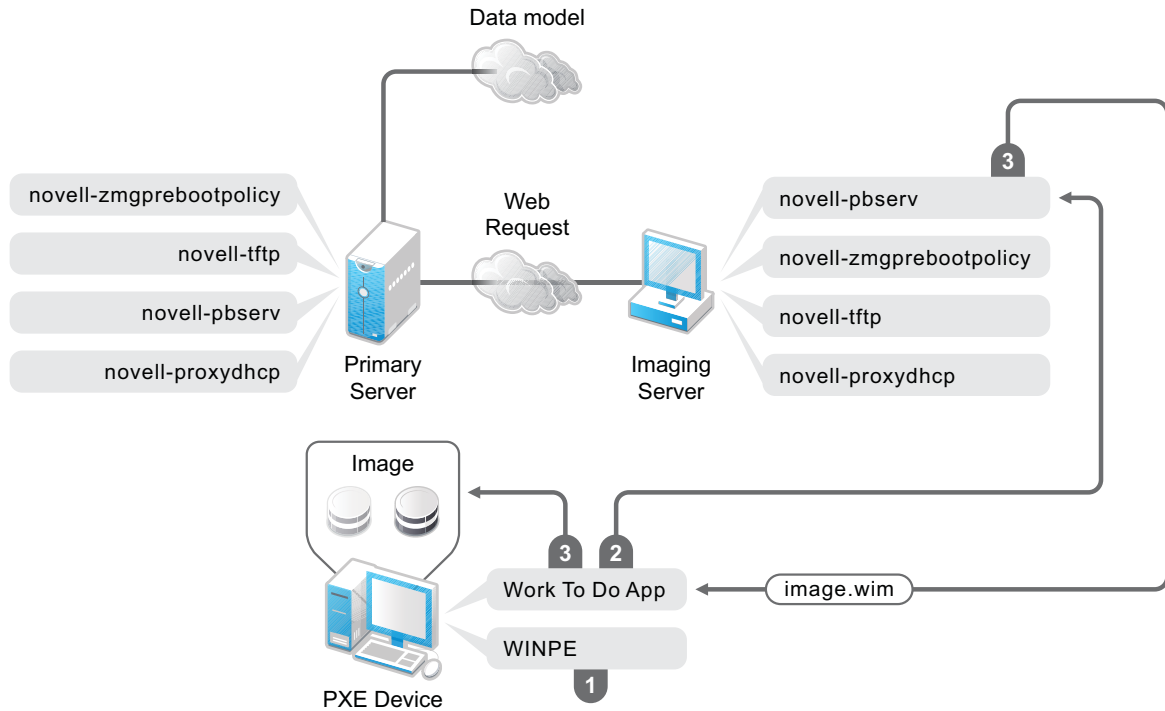 Data model
3
novell-zmgprebootpolicy
novell-tftp
novell-pbserv
novell-proxydhcp
Web
Request
novell-pbserv
novell-zmgprebootpolicy
novell-tftp
novell-proxydhcp
Primary
Server
Imaging
Server
Image
3
2
Work To Do App
image.wim
WINPE
1
PXE Device